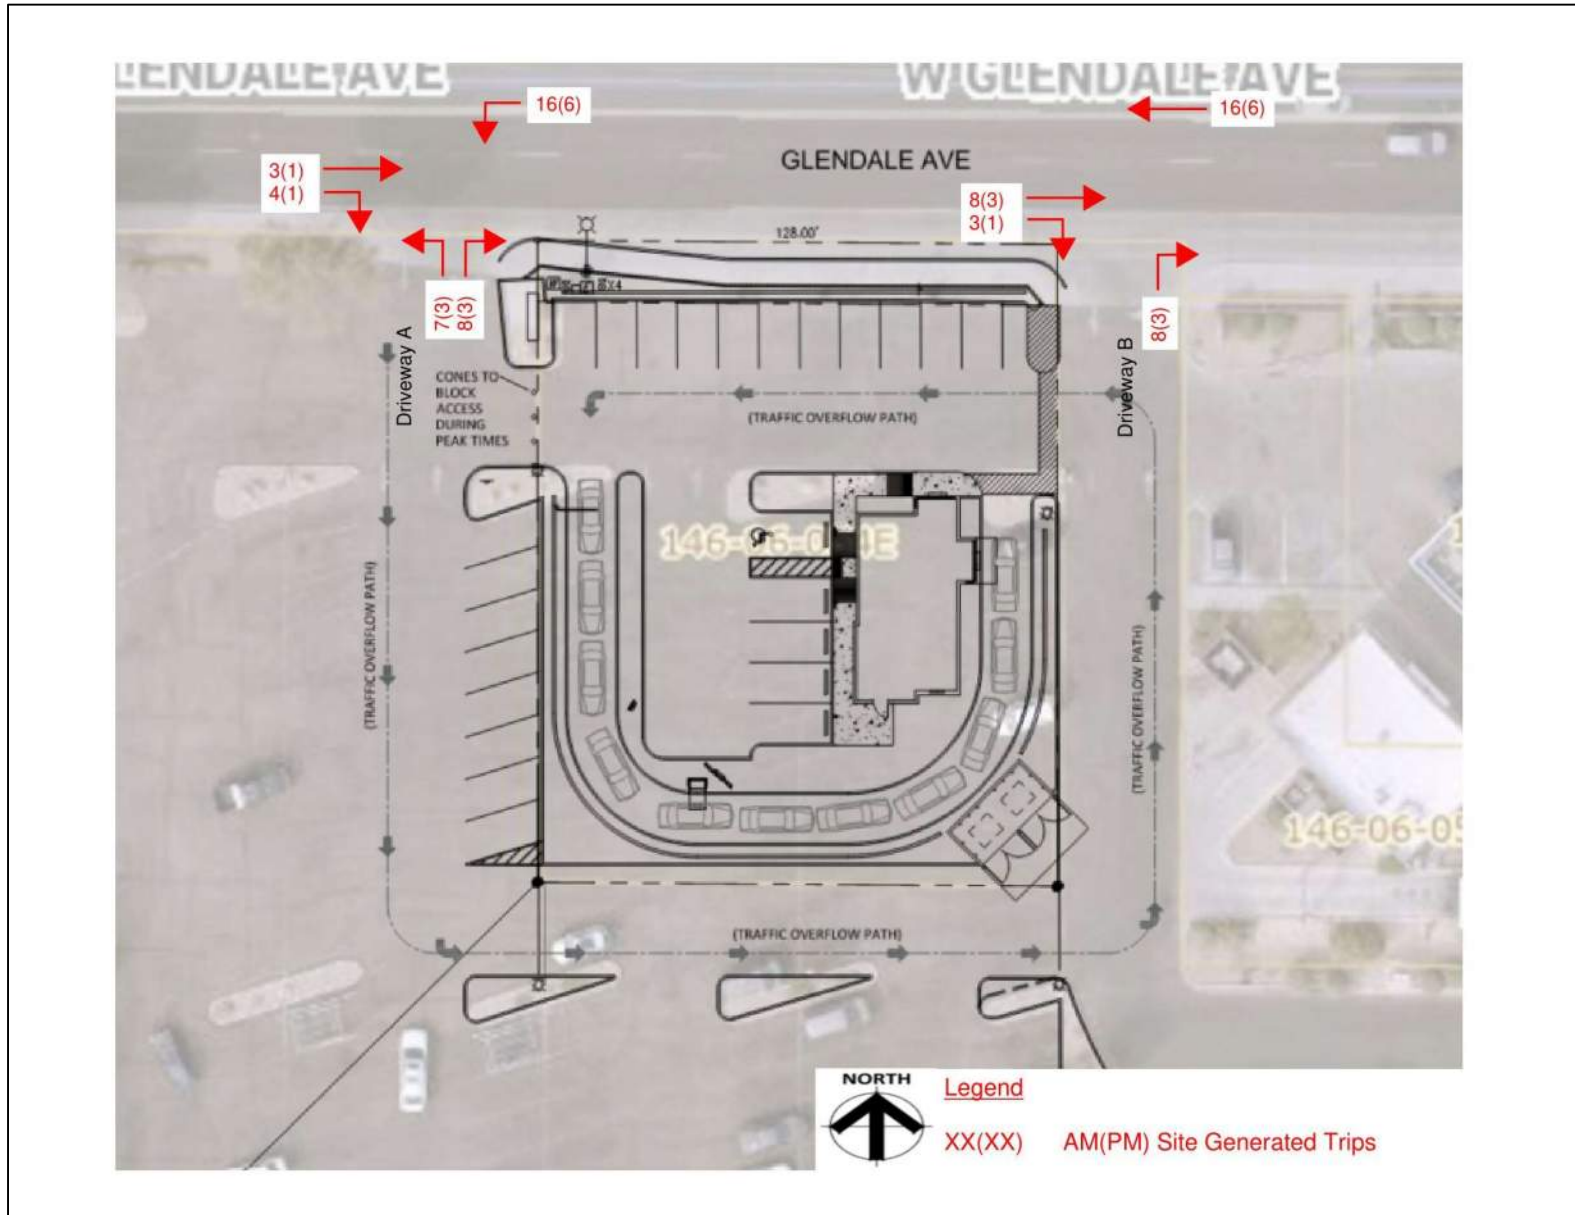 LENDALE AVE
W GLENDALE AVE
16(6)
16(6)
GLENDALE AVE
3(1)
4(1)
8(3)
3(1)
128.00'
7(3)
8(3)
8(3)
Driveway A
Driveway B
CONES TO
BLOCK
ACCESS
DURING
PEAK TIMES
(TRAFFIC OVERFLOW PATH)
(TRAFFIC OVERFLOW PATH)
(TRAFFIC OVERFLOW PATH)
(TRAFFIC OVERFLOW PATH)
146-06-05
NORTH
Legend
XX(XX) AM(PM) Site Generated Trips